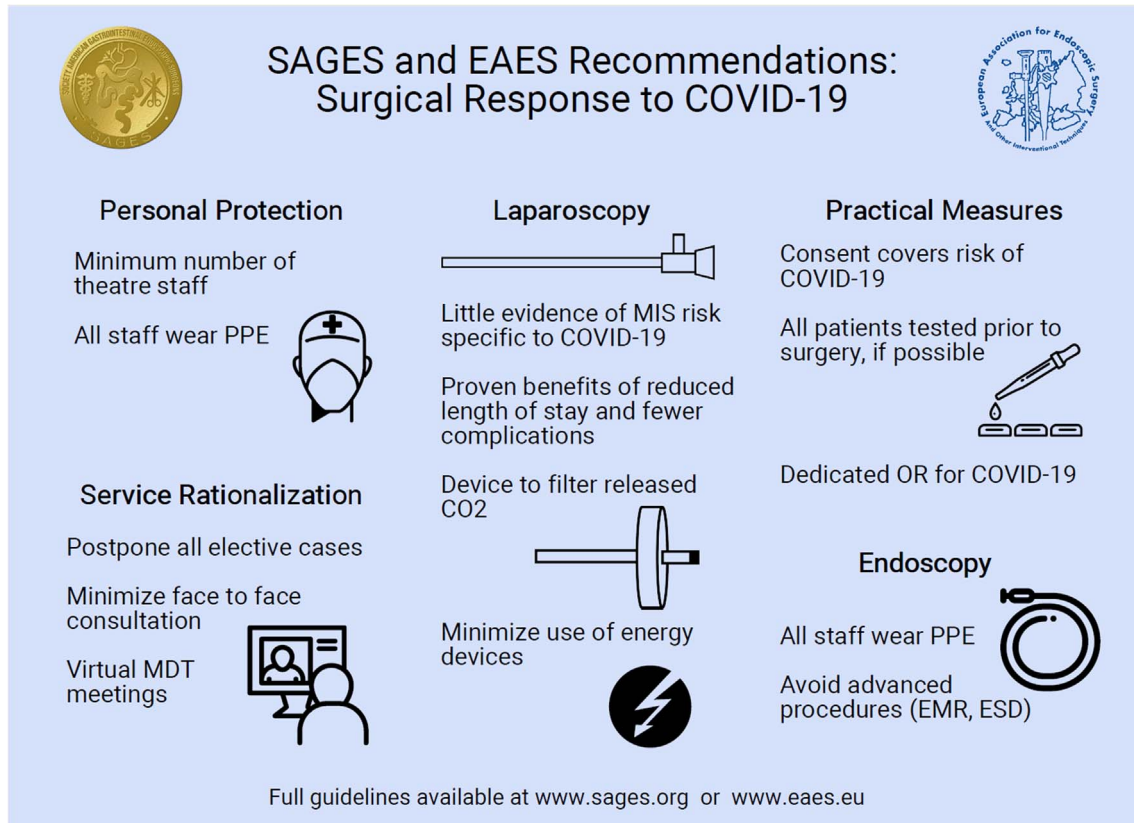 SAGES and EAES Recommendations:
Surgical Response to COVID-19
SAGES
European Association for Endoscopic Surgery
And Other Interventional Techniques
Personal Protection
Minimum number of
theatre staff
All staff wear PPE
Service Rationalization
Postpone all elective cases
Minimize face to face
consultation
Virtual MDT
meetings
Laparoscopy
Little evidence of MIS risk
specific to COVID-19
Proven benefits of reduced
length of stay and fewer
complications
Device to filter released
CO2
Minimize use of energy
devices
Practical Measures
Consent covers risk of
COVID-19
All patients tested prior to
surgery, if possible
Dedicated OR for COVID-19
Endoscopy
All staff wear PPE
Avoid advanced
procedures (EMR, ESD)
Full guidelines available at www.sages.org or www.eaes.eu